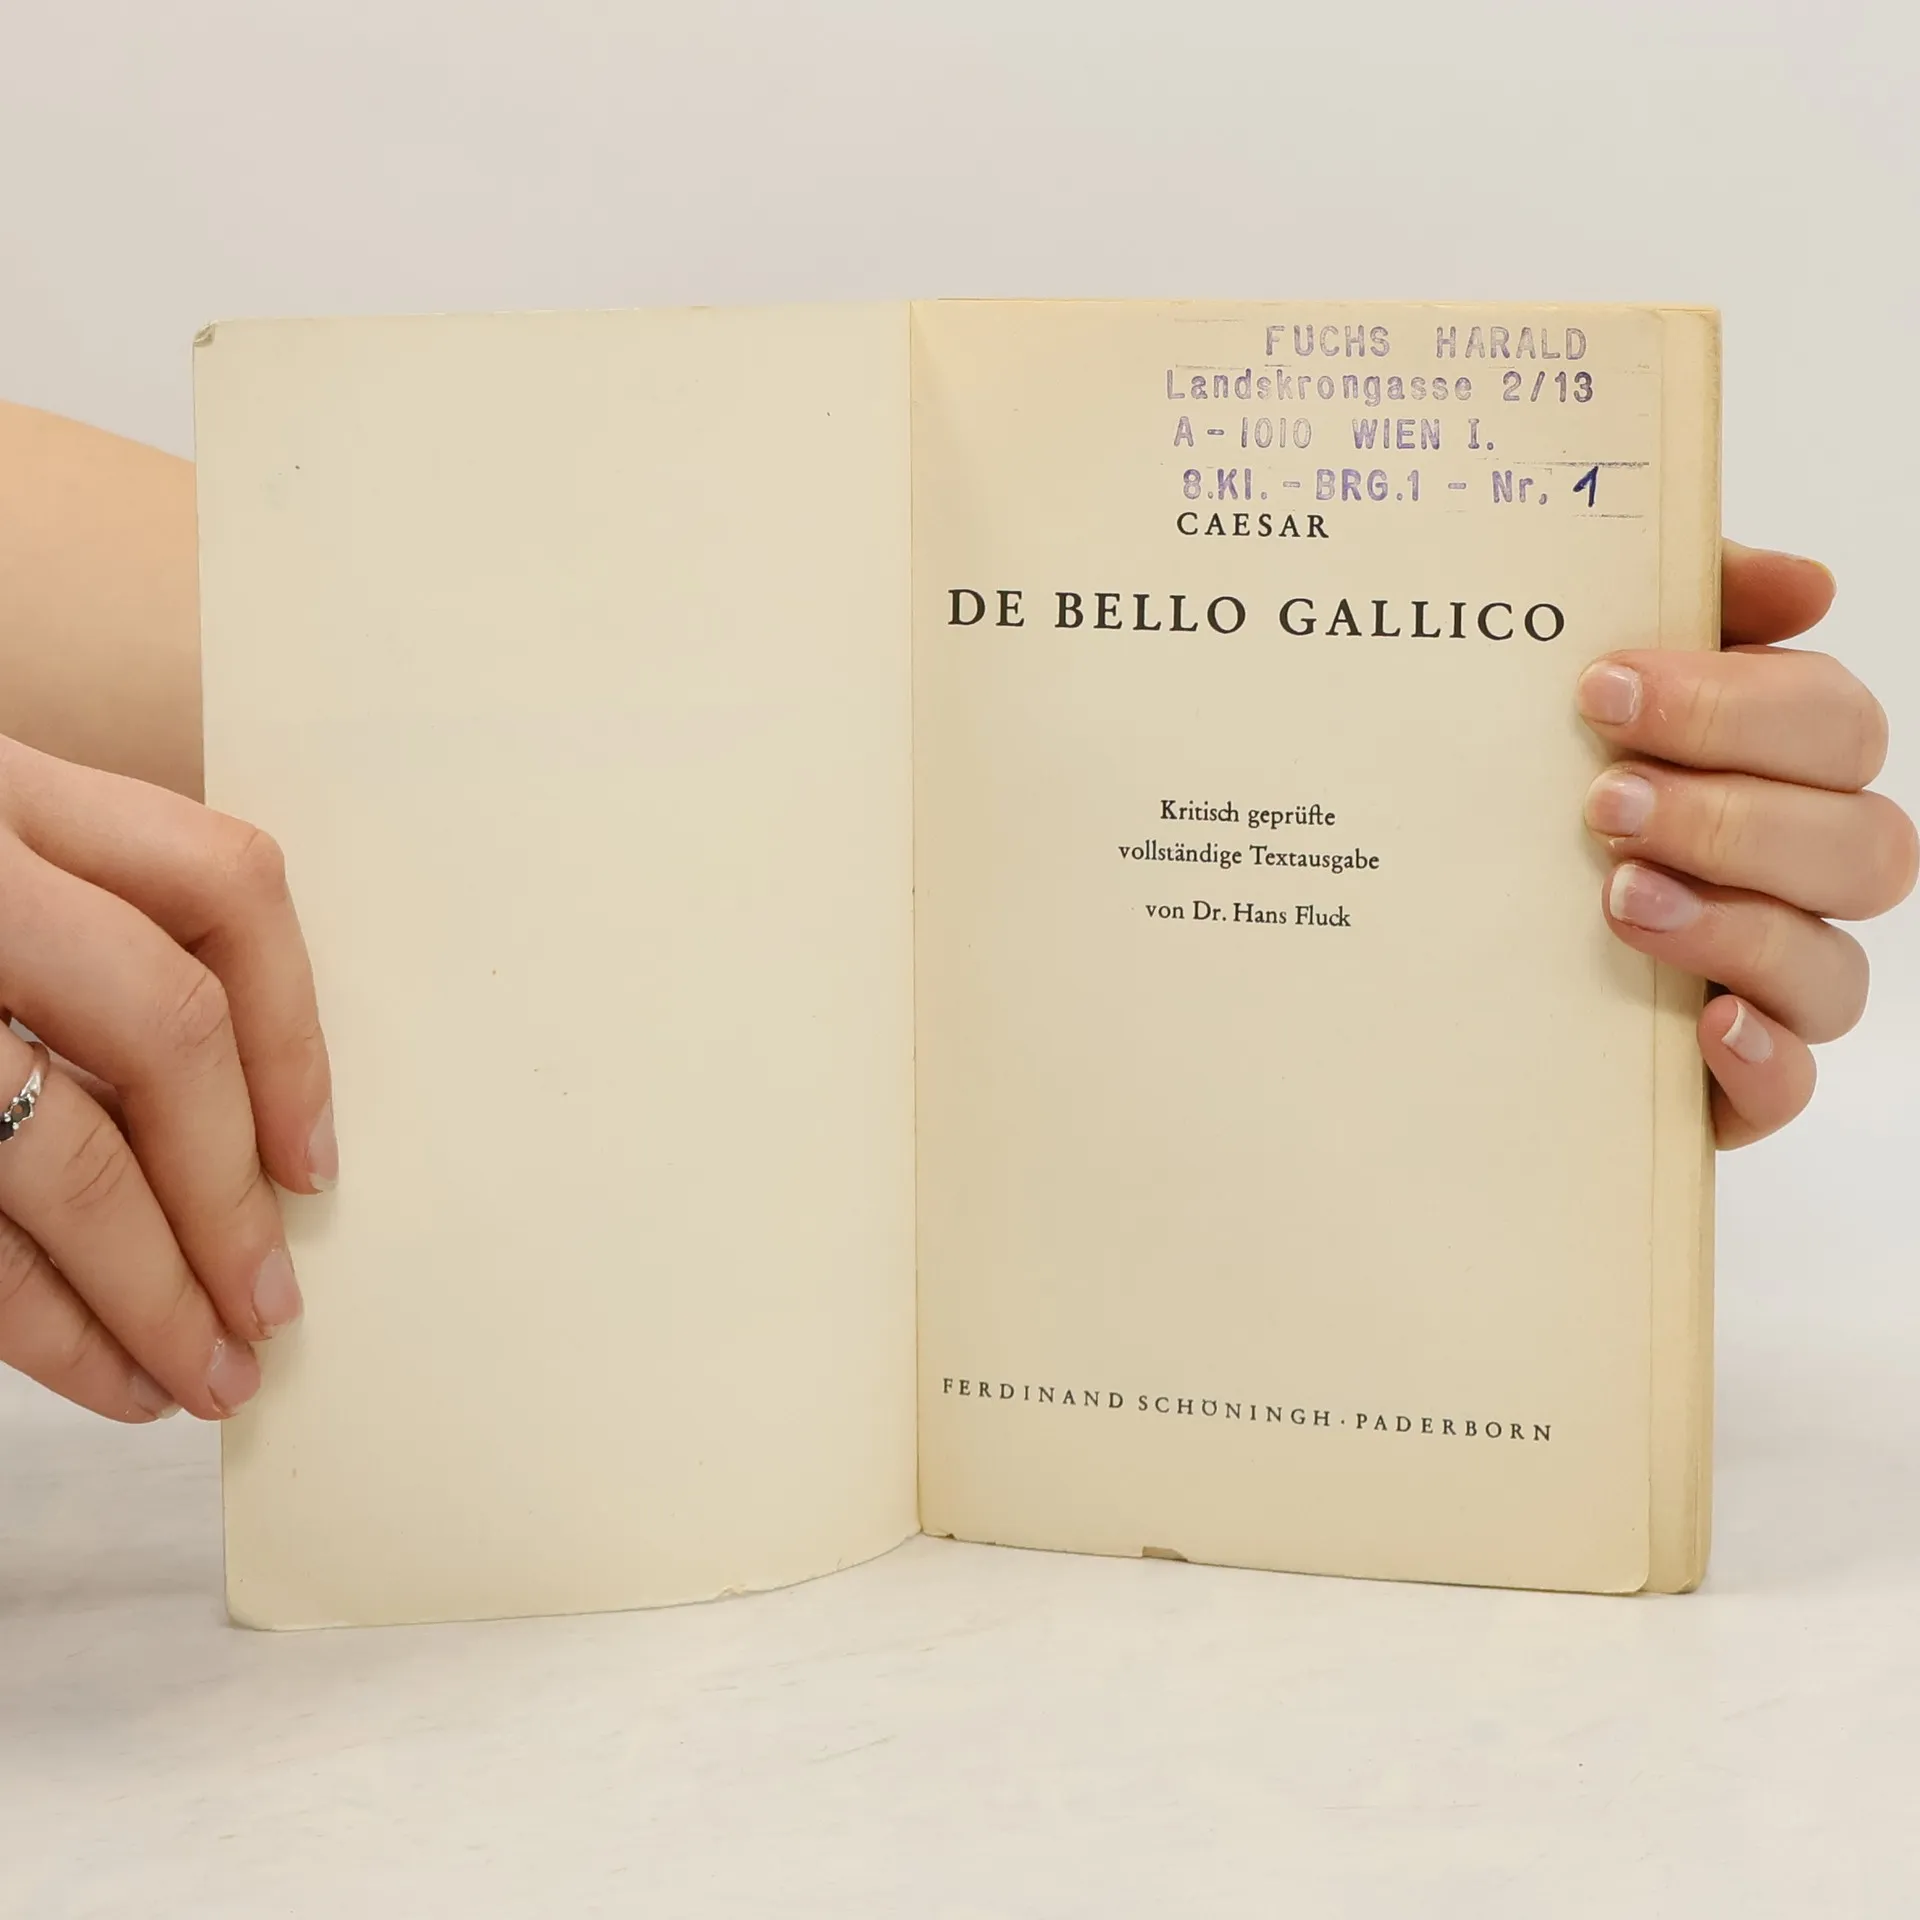 FUCHS HARALD
Landskrongasse 2/13
A-1010 WIEN I.
8.Kl. - BRG.1 - Nr. 1
CAESAR
DE BELLO GALLICO
Kritisch geprüfte
vollständige Textausgabe
von Dr. Hans Fluck
FERDINAND SCHÖNINGH · PADERBORN